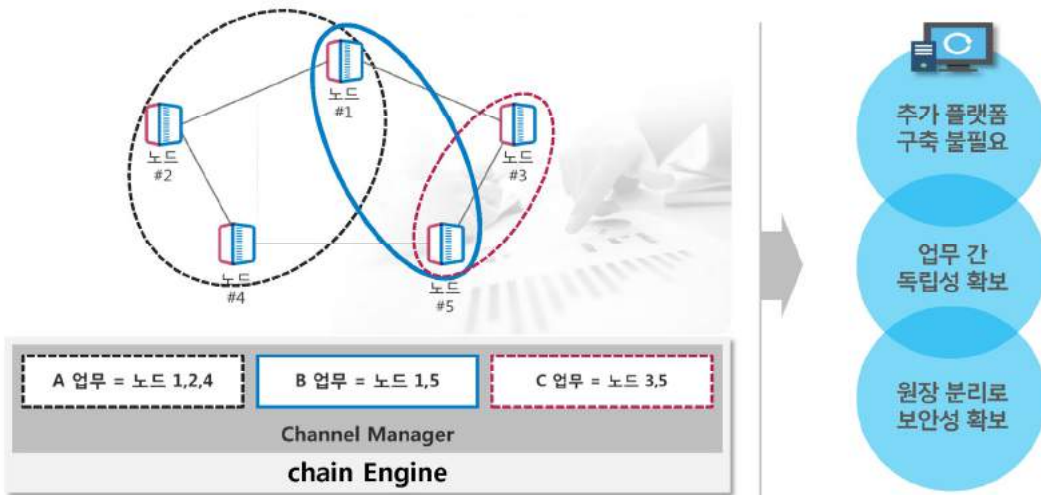 노드
#1
노드
#2
노드
#3
노드
#4
노드
#5
A 업무 = 노드 1,2,4
B 업무 = 노드 1,5
C 업무 = 노드 3,5
Channel Manager
chain Engine
추가 플랫폼
구축 불필요
업무 간
독립성 확보
원장 분리로
보안성 확보